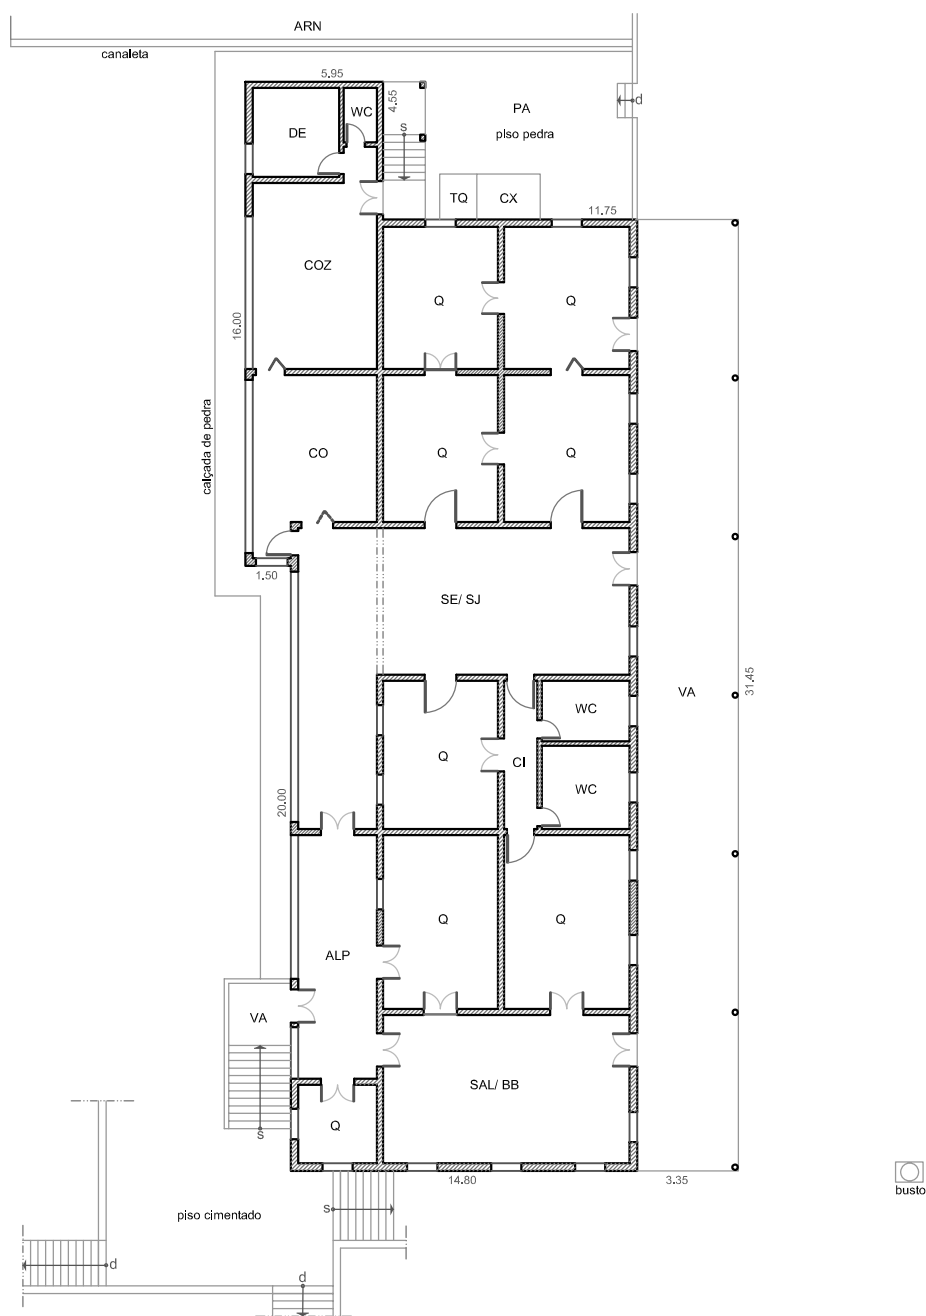 ARN
canaleta
5.95
4.55
WC
DE
s
PA
piso pedra
d
TQ
CX
11.75
COZ
Q
Q
16.00
calçada de pedra
CO
Q
Q
1.50
SE/ SJ
VA
31.45
WC
Q
CI
WC
20.00
Q
Q
ALP
VA
SAL/ BB
s
Q
14.80
3.35
busto
s
piso cimentado
d
d